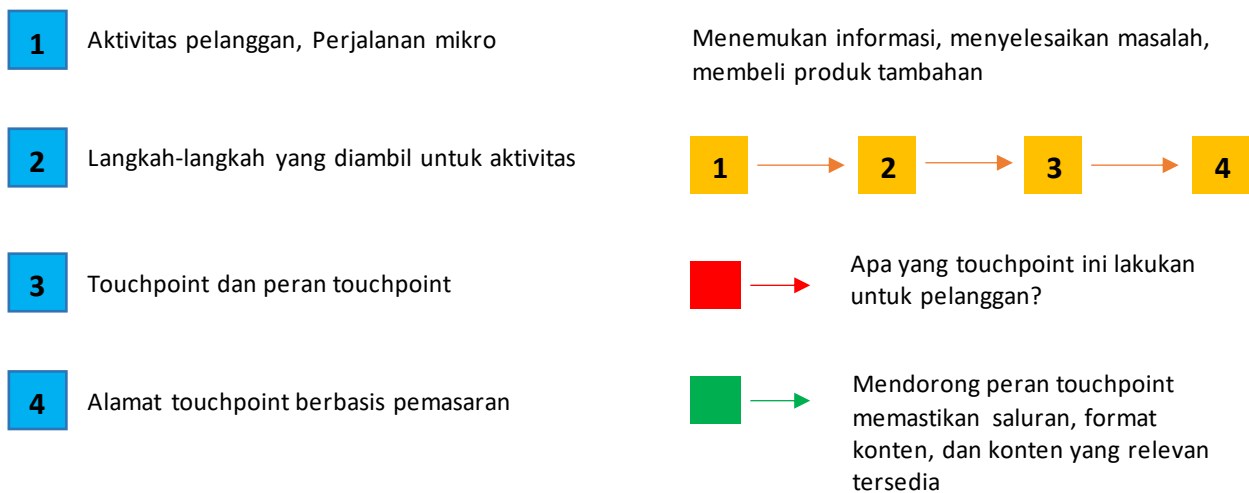 1
Aktivitas pelanggan, Perjalanan mikro
Menemukan informasi, menyelesaikan masalah,
membeli produk tambahan
2
Langkah-langkah yang diambil untuk aktivitas
1
2
3
4
3
Touchpoint dan peran touchpoint
Apa yang touchpoint ini lakukan
untuk pelanggan?
4
Alamat touchpoint berbasis pemasaran
Mendorong peran touchpoint
memastikan saluran, format
konten, dan konten yang relevan
tersedia